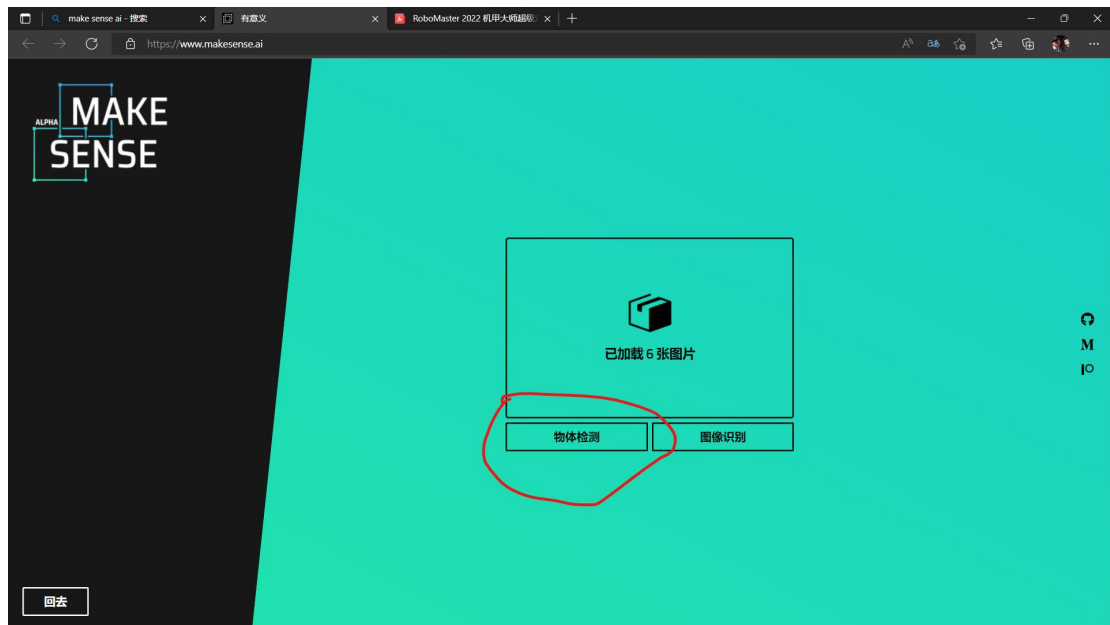 make sense ai - 搜索
有意义
RoboMaster 2022 机甲大师超级
https://www.makesense.ai
ALPHA
MAKE
SENSE
已加载 6 张图片
物体检测
图像识别
回去